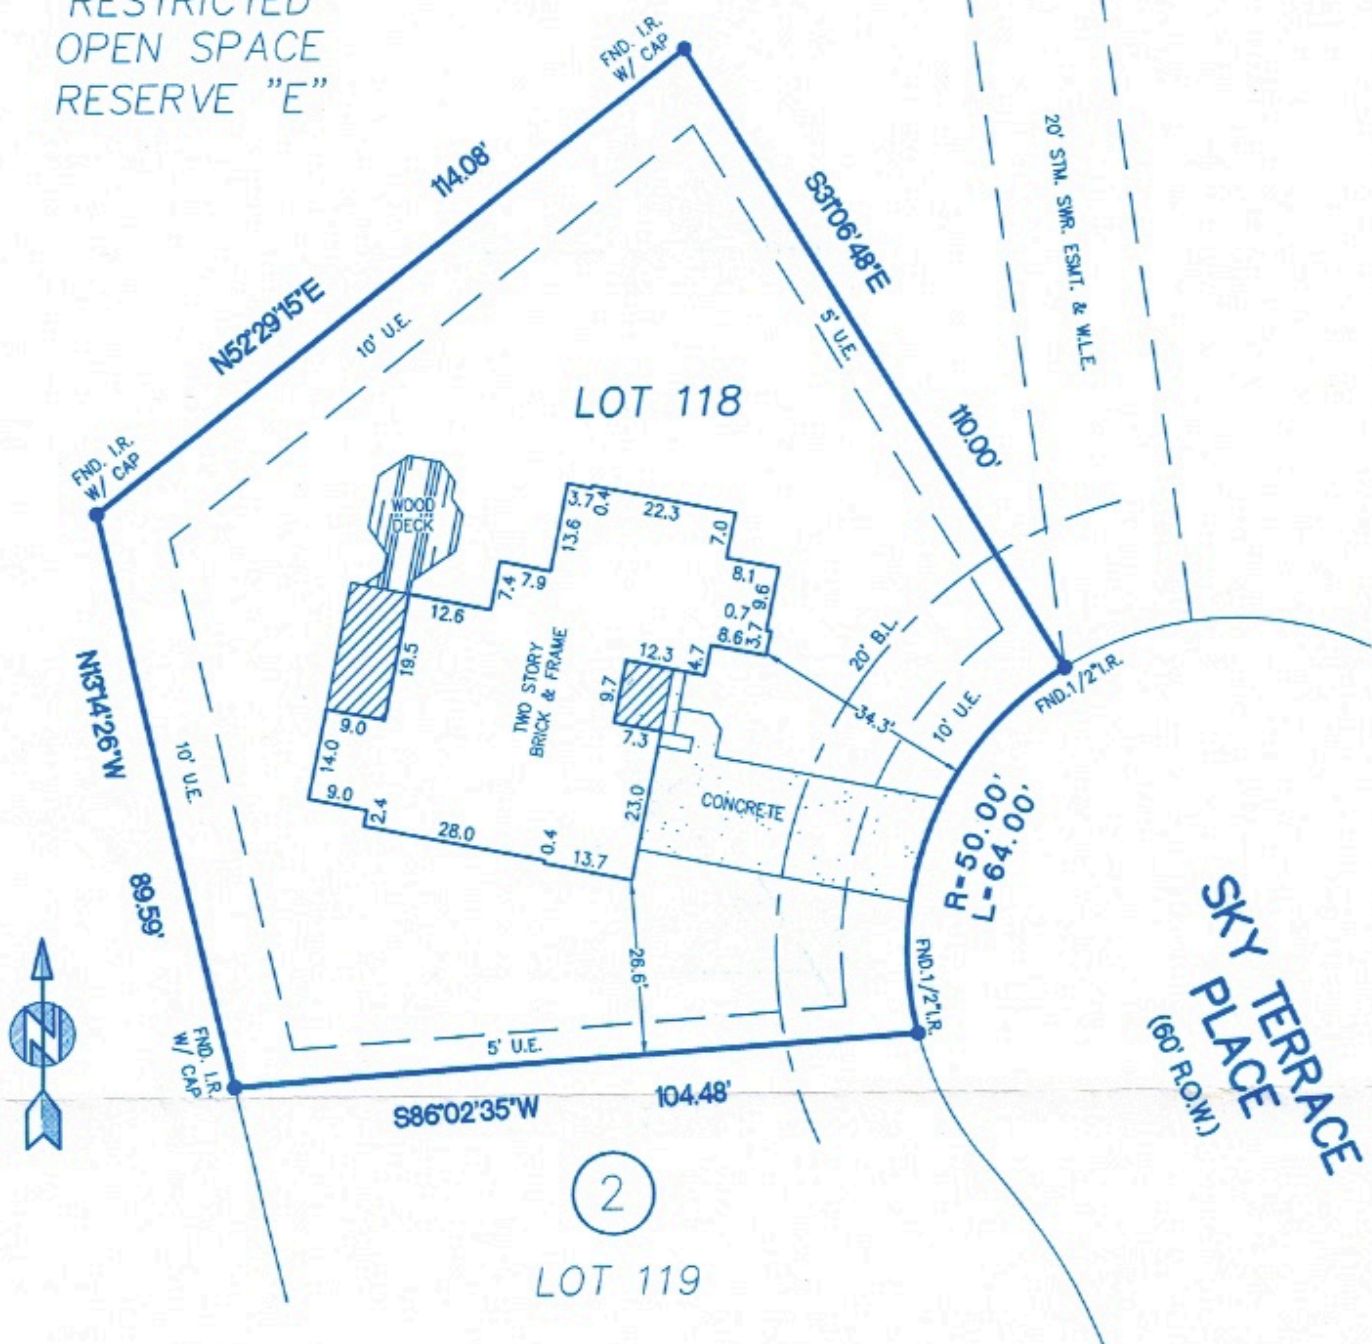 RESTRICTED
OPEN SPACE
RESERVE "E"
FND. I.R.
W/ CAP
114.08'
N52°29'15"E
10' U.E.
S31°06'48"E
110.00'
5' U.E.
20' STM. SWR. ESMT. & W.L.E.
LOT 118
FND. I.R.
W/ CAP
WOOD
DECK
3.7
0.4
22.3
13.6
7.0
7.4
7.9
8.1
9.6
12.6
0.7
3.7
8.6
19.5
12.3
4.7
9.7
7.3
TWO STORY
BRICK & FRAME
20' B.L.
34.3'
10' U.E.
FND.1/2"I.R.
N13°14'26"W
89.59'
10' U.E.
9.0
14.0
9.0
2.4
28.0
0.4
13.7
23.0
CONCRETE
R=50.00'
L=64.00'
26.6'
FND.1/2"I.R.
SKY TERRACE
PLACE
(60' R.O.W.)
N
FND. I.R.
W/ CAP
5' U.E.
S86°02'35"W
104.48'
2
LOT 119